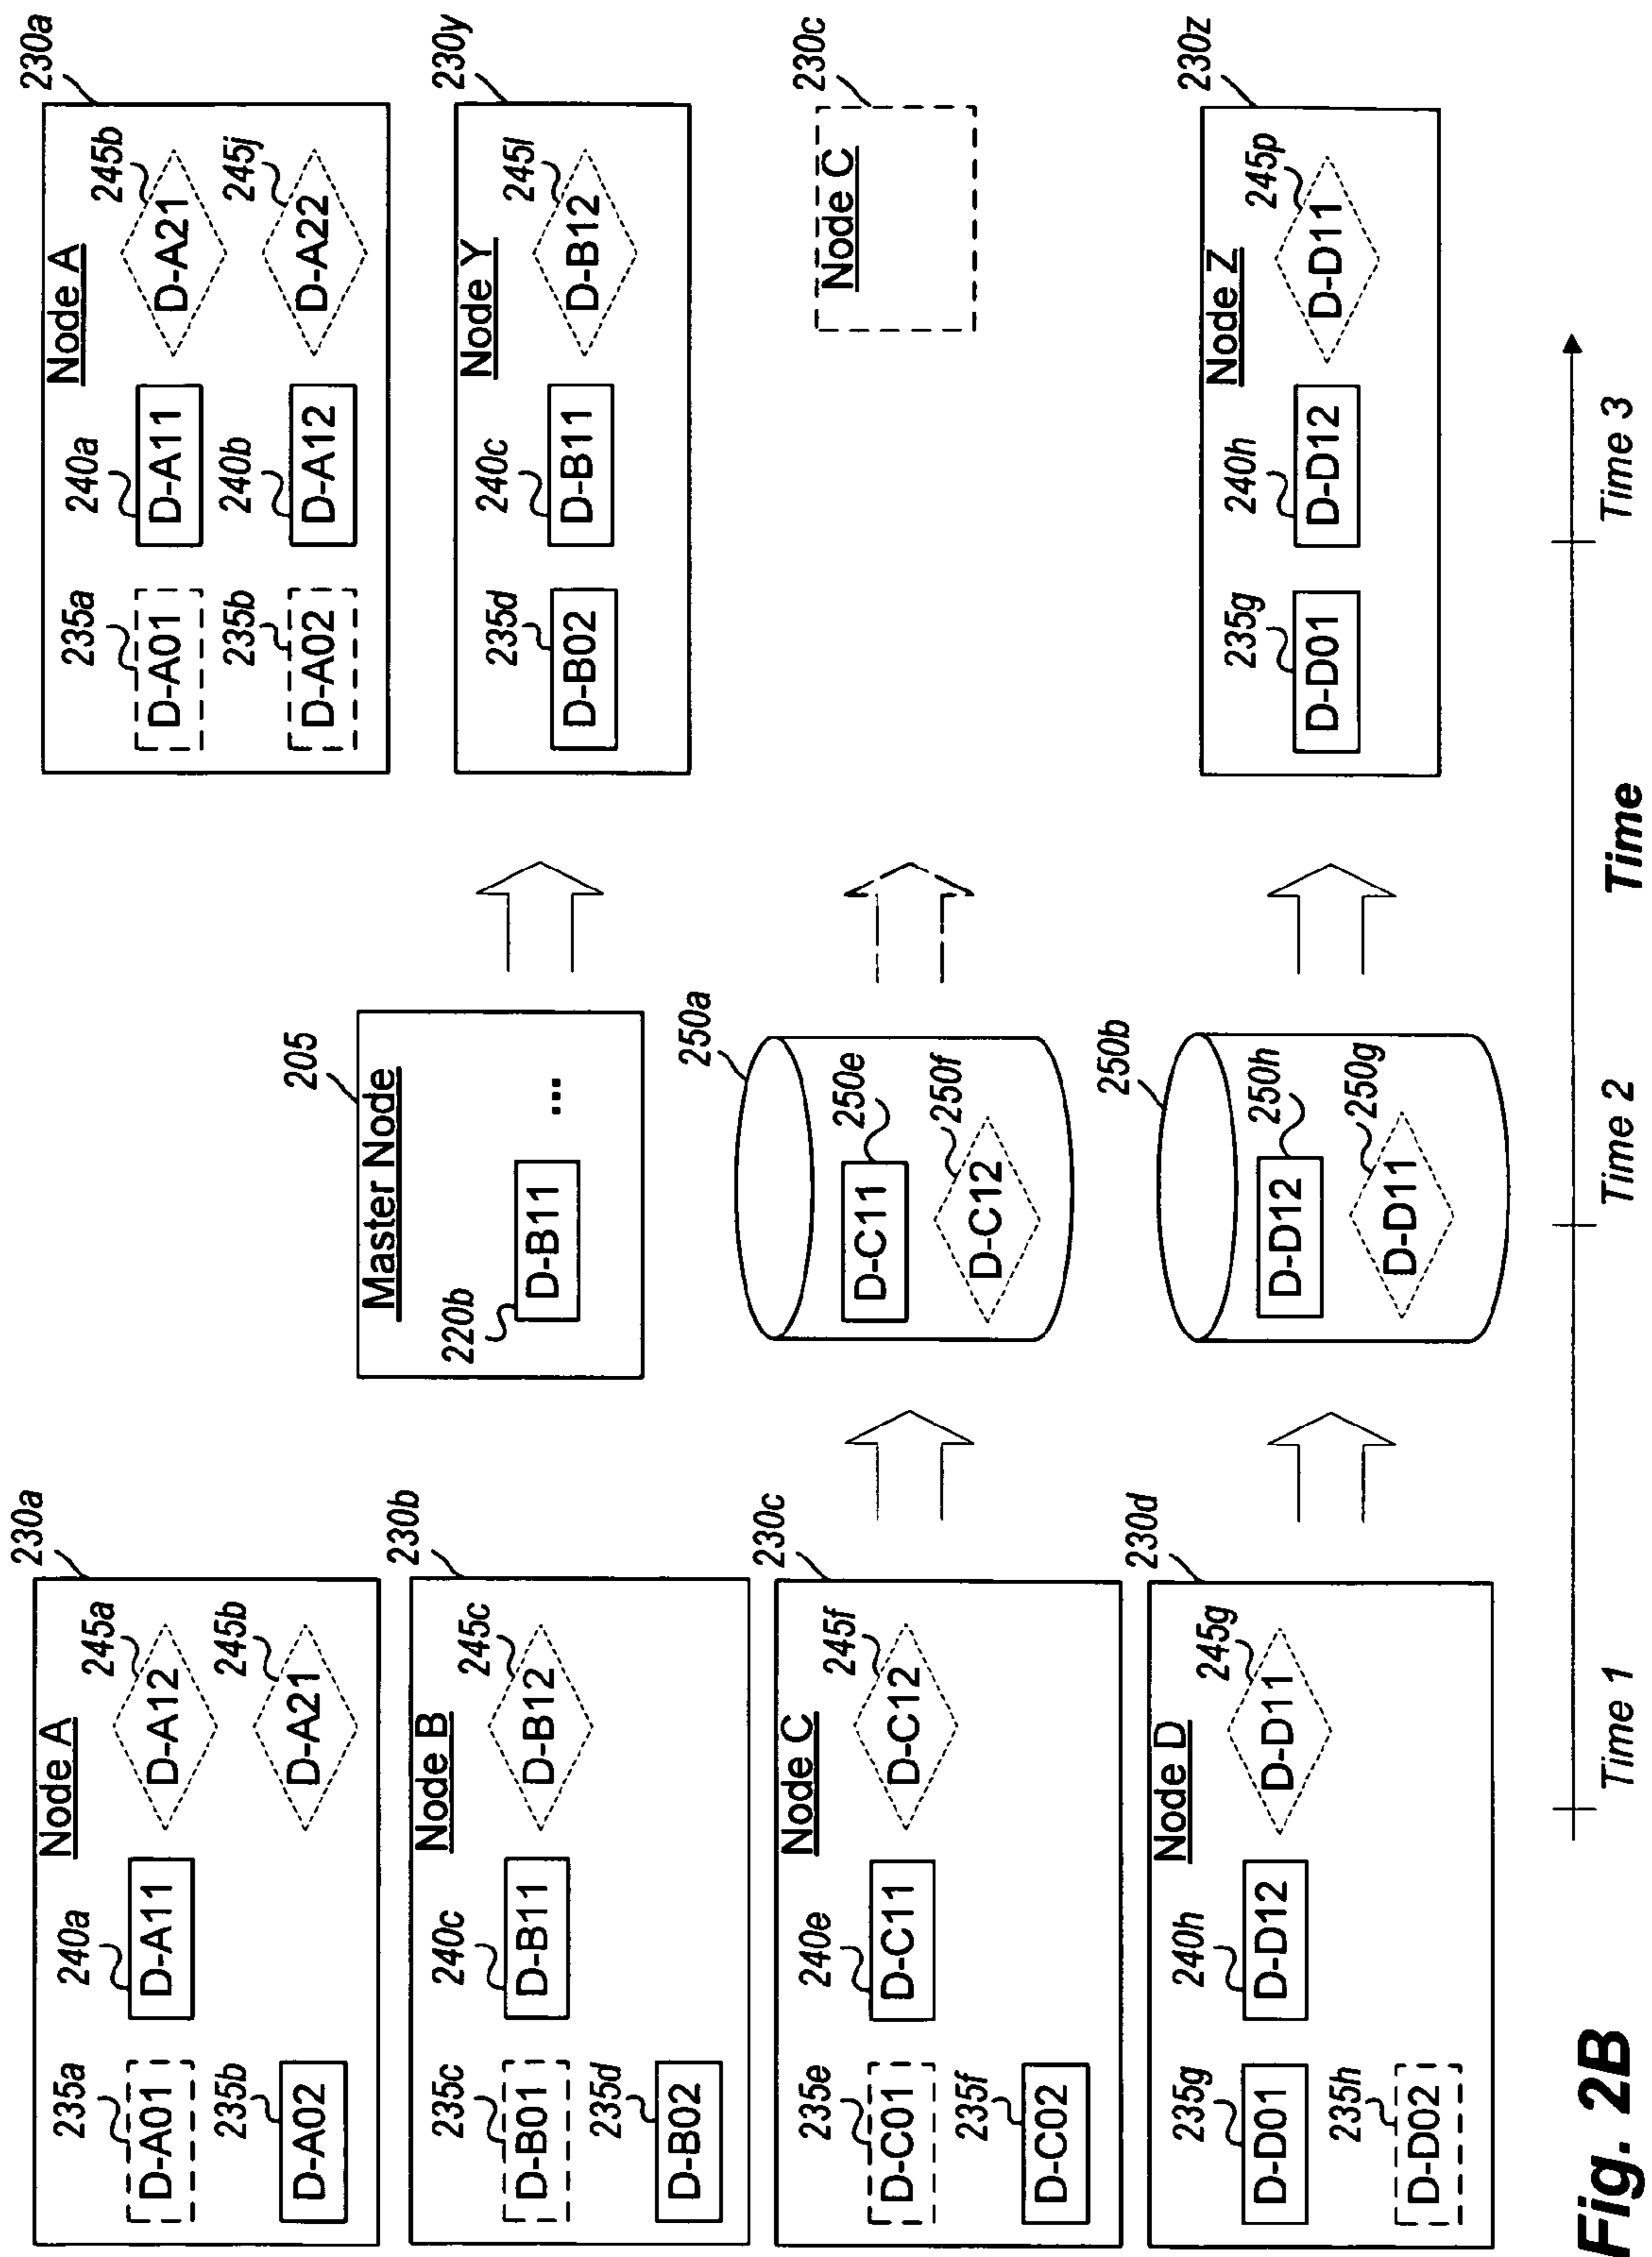 Node A
230a
235a
D-A01
235b
D-A02
240a
D-A11
245a
D-A12
245b
D-A21
Node B
230b
235c
D-B01
235d
D-B02
240c
D-B11
245c
D-B12
Node C
230c
235e
D-C01
235f
D-C02
240e
D-C11
245f
D-C12
Node D
230d
235g
D-D01
235h
D-D02
240h
D-D12
245g
D-D11
Master Node
205
220b
D-B11
...
250a
D-C11
250e
D-C12
250f
250b
D-D12
250h
D-D11
250g
Node A
230a
235a
D-A01
235b
D-A02
240a
D-A11
240b
D-A12
245b
D-A21
245j
D-A22
Node Y
230y
235d
D-B02
240c
D-B11
245l
D-B12
Node C
230c
Node Z
230z
235g
D-D01
240h
D-D12
245p
D-D11
Time 1
Time 2
Time 3
Time
Fig. 2B